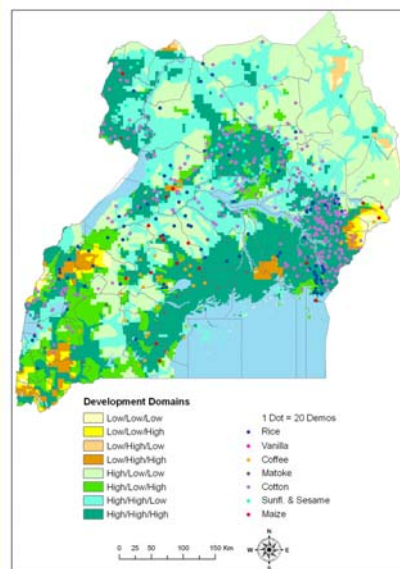 Development Domains
Low/Low/Low
Low/Low/High
Low/High/Low
Low/High/High
High/Low/Low
High/Low/High
High/High/Low
High/High/High
1 Dot = 20 Demos
Rice
Vanilla
Coffee
Matoke
Cotton
Sunfl. & Sesame
Maize
N
W E
S
0 25 50 100 150 Km